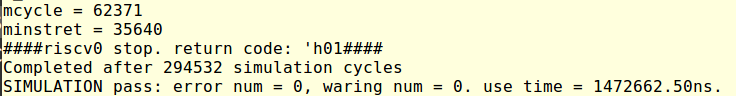 mcycle = 62371
minstret = 35640
####riscv0 stop. return code: 'h01####
Completed after 294532 simulation cycles
SIMULATION pass: error num = 0, waring num = 0. use time = 1472662.50ns.